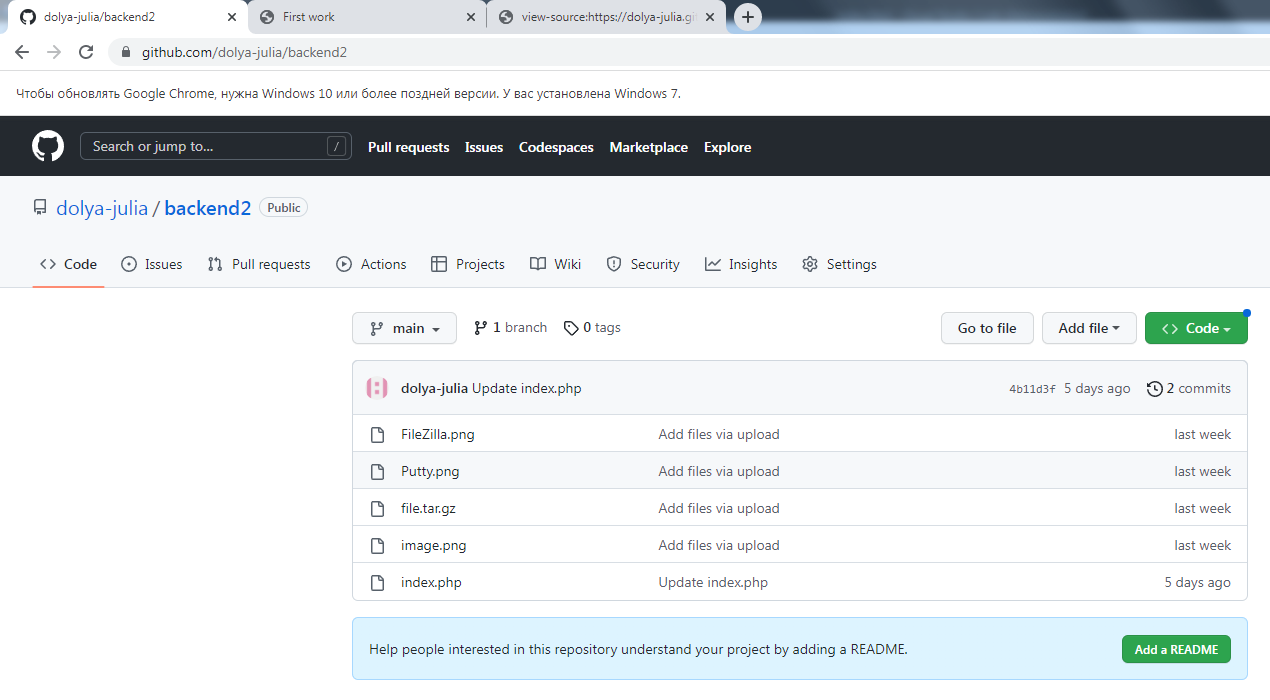 dolya-julia/backend2
First work
view-source:https://dolya-julia.gi
github.com/dolya-julia/backend2
Чтобы обновлять Google Chrome, нужна Windows 10 или более поздней версии. У вас установлена Windows 7.
Search or jump to... /
Pull requests Issues Codespaces Marketplace Explore
dolya-julia / backend2 Public
Code Issues Pull requests Actions Projects Wiki Security Insights Settings
main 1 branch 0 tags Go to file Add file Code
dolya-julia Update index.php 4b11d3f 5 days ago 2 commits
FileZilla.png Add files via upload last week
Putty.png Add files via upload last week
file.tar.gz Add files via upload last week
image.png Add files via upload last week
index.php Update index.php 5 days ago
Help people interested in this repository understand your project by adding a README. Add a README